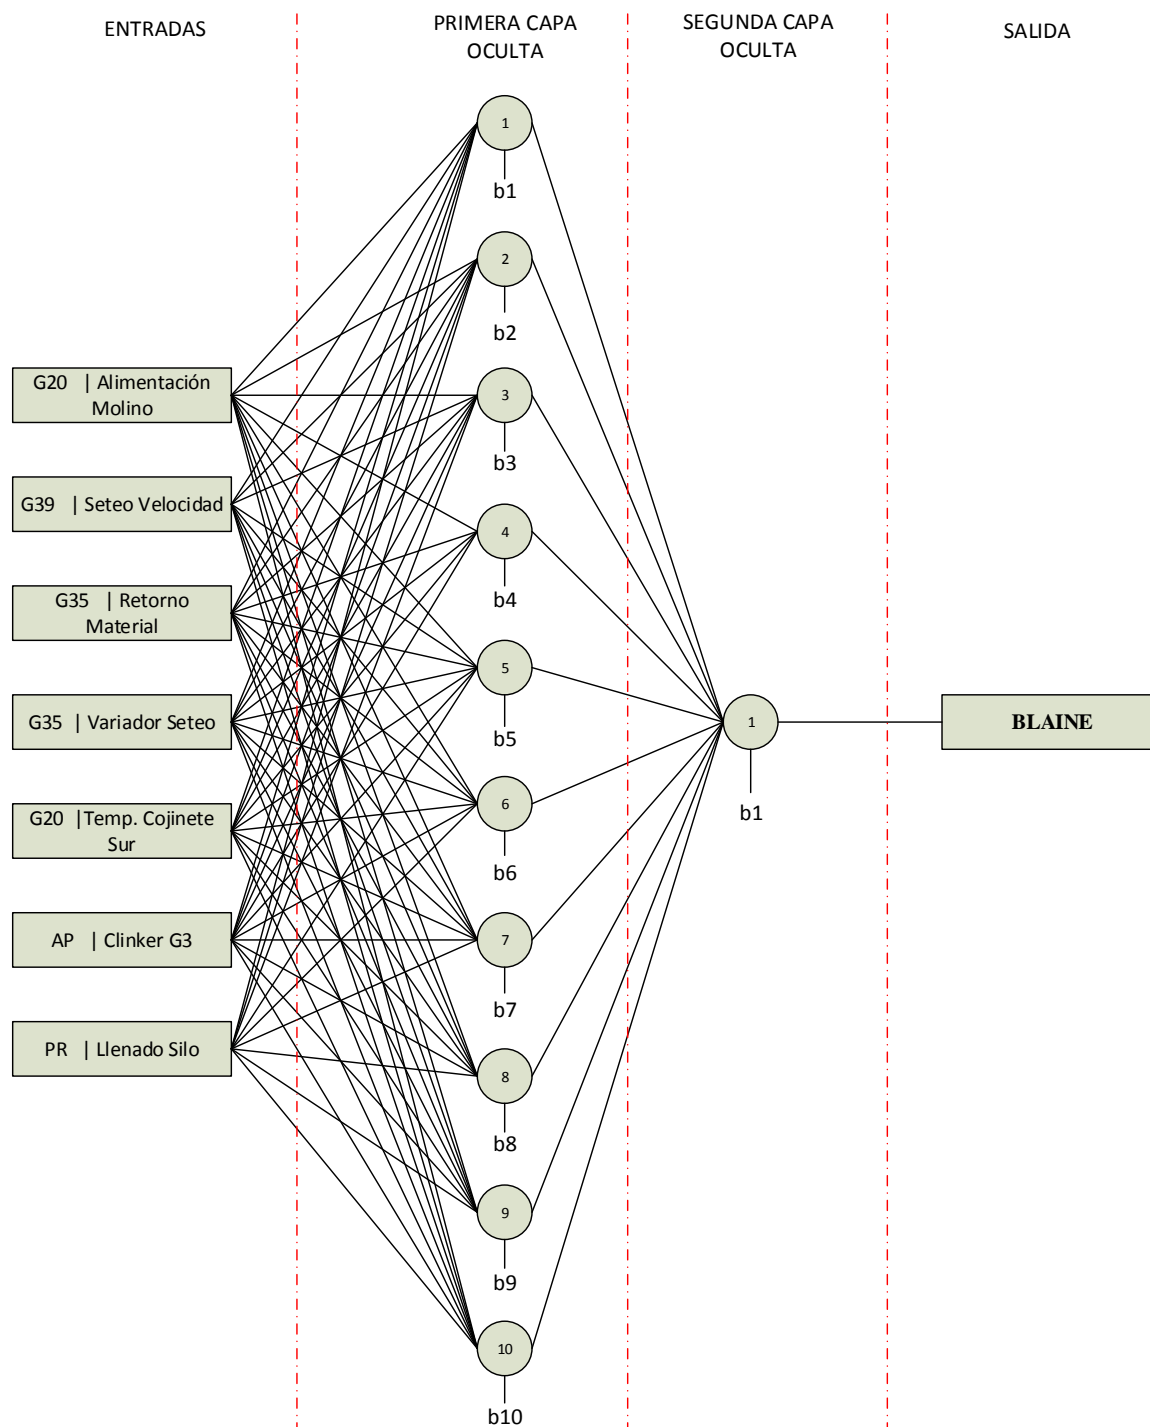 ENTRADAS
PRIMERA CAPA
OCULTA
SEGUNDA CAPA
OCULTA
SALIDA
G20 | Alimentación
Molino
G39 | Seteo Velocidad
G35 | Retorno
Material
G35 | Variador Seteo
G20 |Temp. Cojinete
Sur
AP | Clinker G3
PR | Llenado Silo
1
b1
2
b2
3
b3
4
b4
5
b5
6
b6
7
b7
8
b8
9
b9
10
b10
1
b1
BLAINE